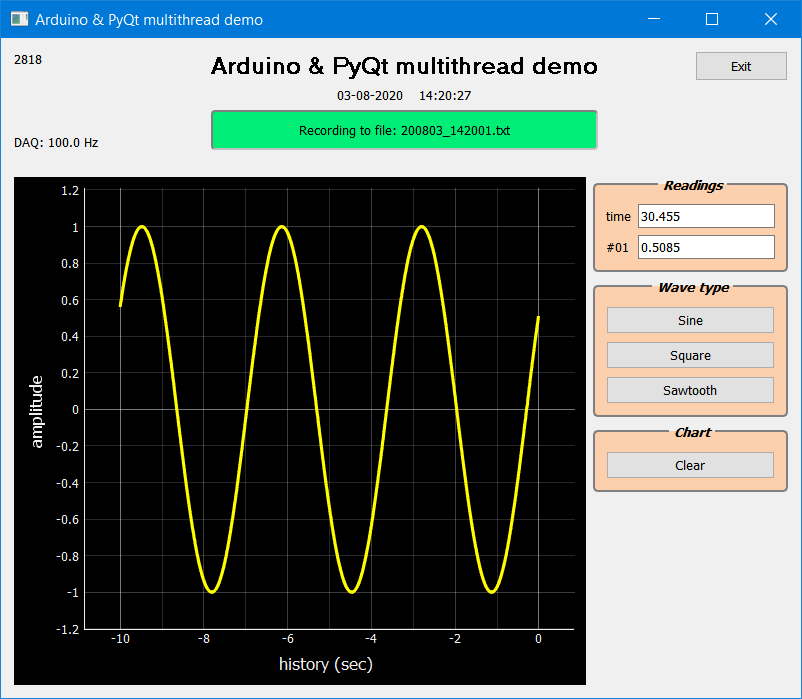 Arduino & PyQt multithread demo
2818
Arduino & PyQt multithread demo
Exit
03-08-2020 14:20:27
Recording to file: 200803_142001.txt
DAQ: 100.0 Hz
1.2
1
0.8
0.6
0.4
0.2
0
-0.2
-0.4
-0.6
-0.8
-1
-1.2
amplitude
-10 -8 -6 -4 -2 0
history (sec)
Readings
time 30.455
#01 0.5085
Wave type
Sine
Square
Sawtooth
Chart
Clear